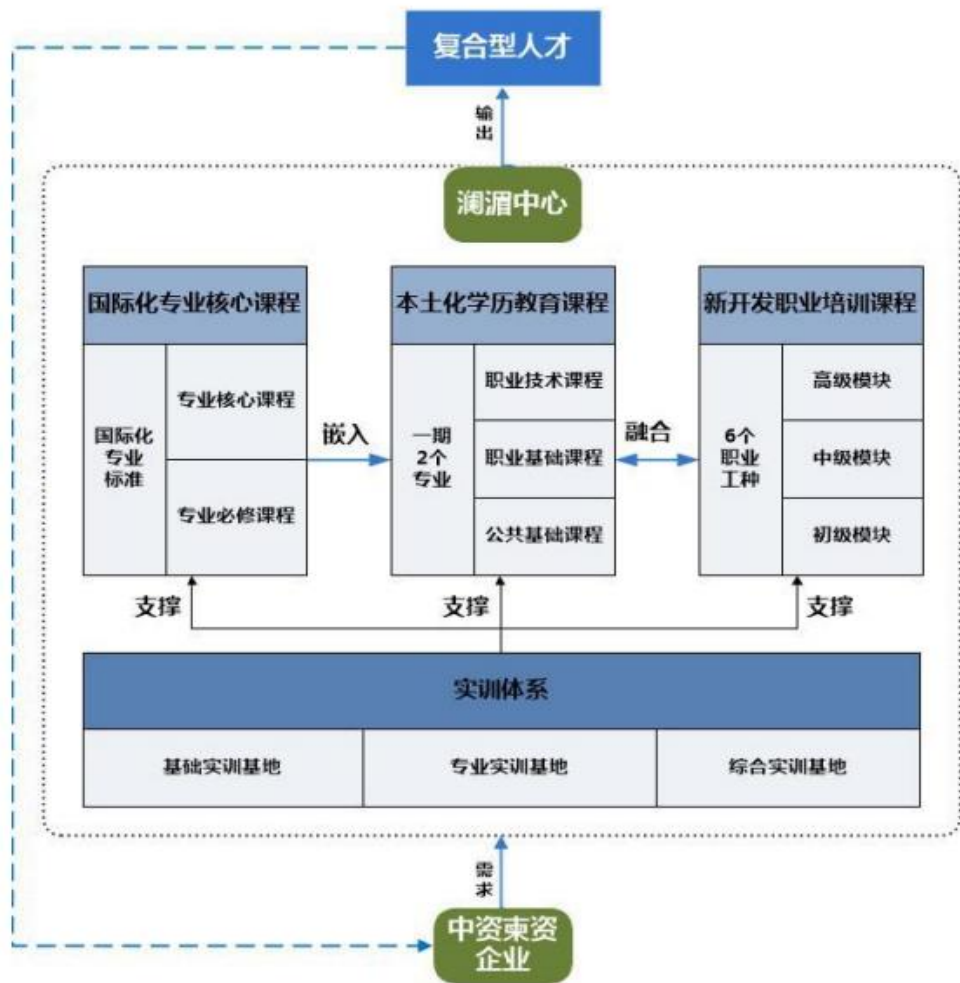 复合型人才
输出
澜湄中心
国际化专业核心课程
国际化
专业
标准
专业核心课程
专业必修课程
嵌入
本土化学历教育课程
一期
2个
专业
职业技术课程
职业基础课程
公共基础课程
融合
新开发职业培训课程
6个
职业
工种
高级模块
中级模块
初级模块
支撑
支撑
支撑
实训体系
基础实训基地
专业实训基地
综合实训基地
需求
中资柬资
企业